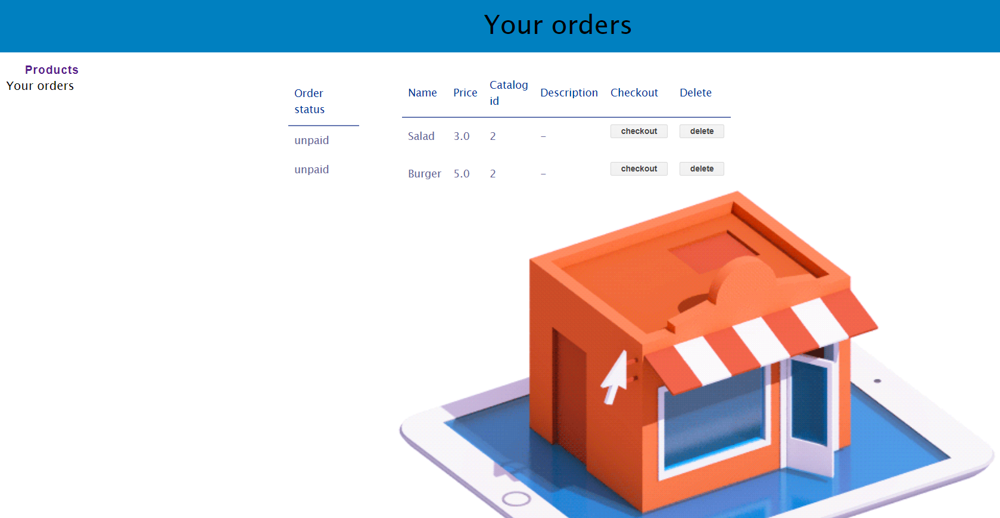 Your orders
Products
Your orders
Order
status
unpaid
unpaid
Name Price Catalog id Description Checkout Delete
Salad 3.0 2 – checkout delete
Burger 5.0 2 – checkout delete